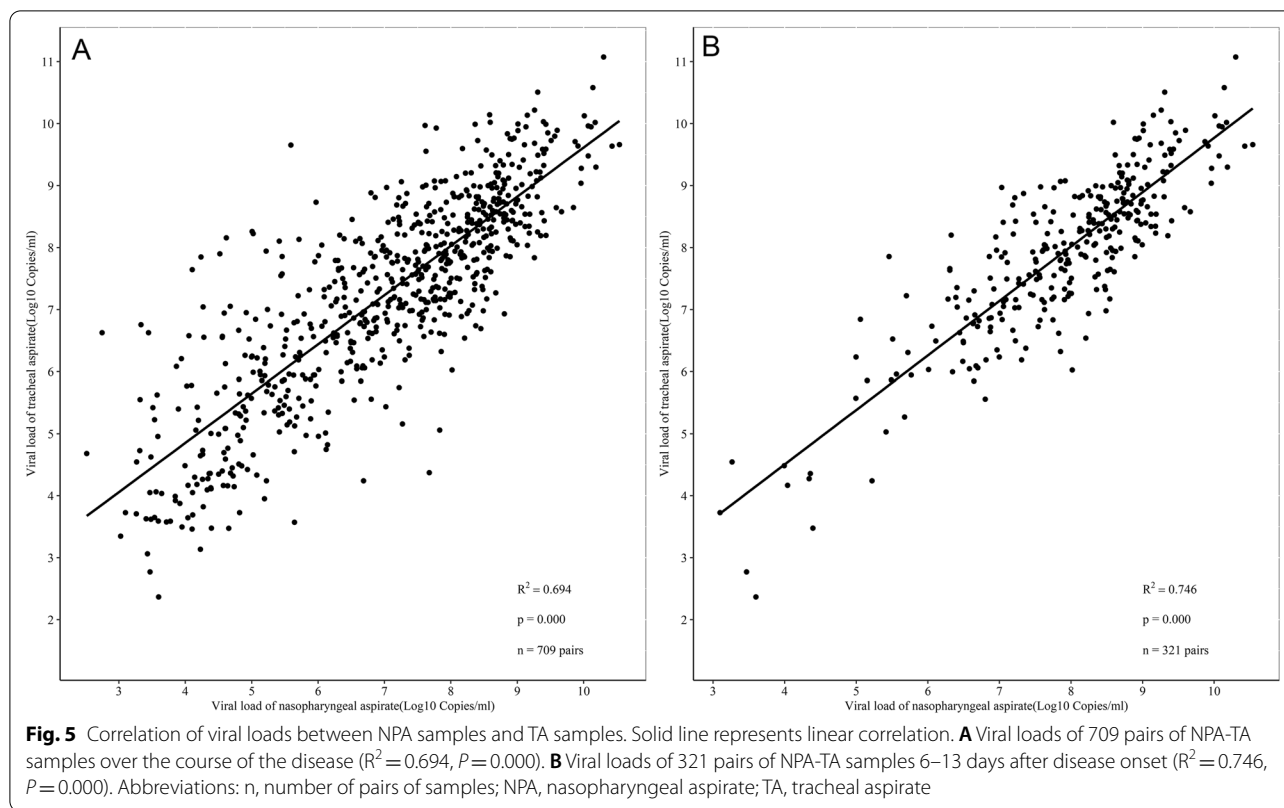 A
11
10
9
8
7
6
5
4
3
2
Viral load of tracheal aspirate(Log10 Copies/ml)
R² = 0.694
p = 0.000
n = 709 pairs
3 4 5 6 7 8 9 10
Viral load of nasopharyngeal aspirate(Log10 Copies/ml)
B
11
10
9
8
7
6
5
4
3
2
Viral load of tracheal aspirate(Log10 Copies/ml)
R² = 0.746
p = 0.000
n = 321 pairs
3 4 5 6 7 8 9 10
Viral load of nasopharyngeal aspirate(Log10 Copies/ml)
Fig. 5 Correlation of viral loads between NPA samples and TA samples. Solid line represents linear correlation. A Viral loads of 709 pairs of NPA-TA
samples over the course of the disease (R² = 0.694, P = 0.000). B Viral loads of 321 pairs of NPA-TA samples 6–13 days after disease onset (R² = 0.746,
P = 0.000). Abbreviations: n, number of pairs of samples; NPA, nasopharyngeal aspirate; TA, tracheal aspirate